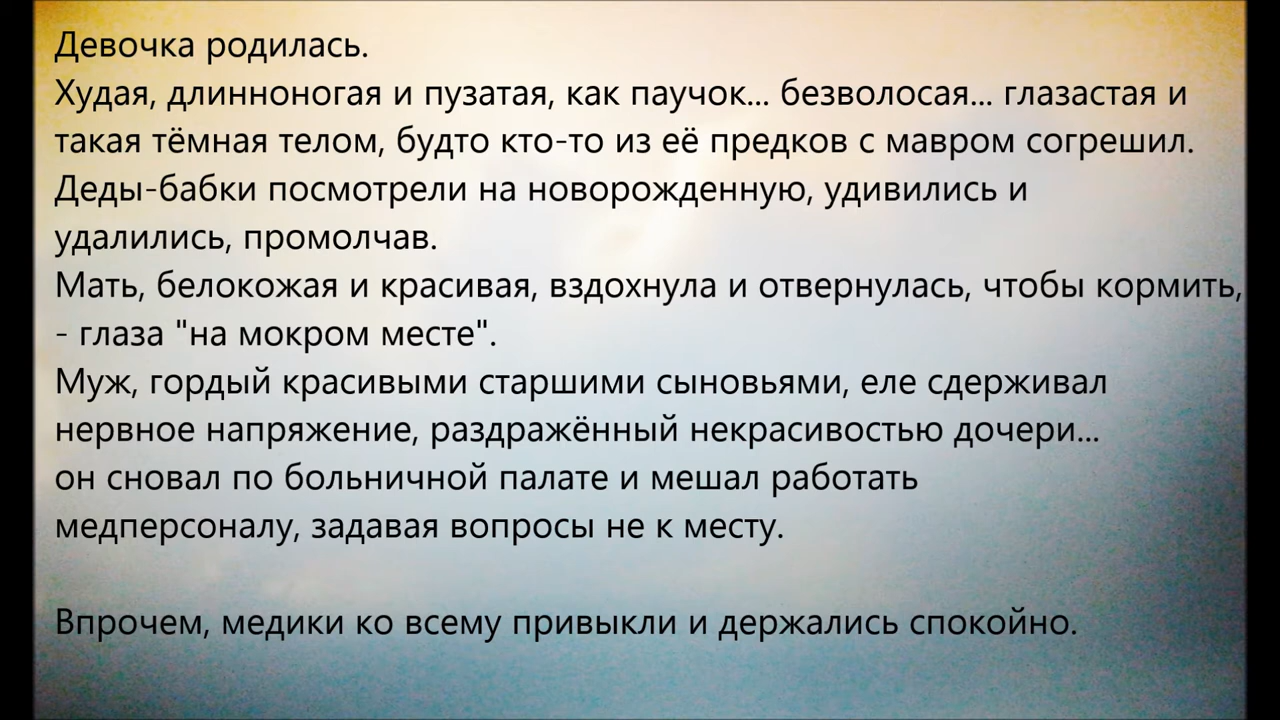 Девочка родилась.
Худая, длинноногая и пузатая, как паучок... безволосая... глазастая и
такая тёмная телом, будто кто-то из её предков с мавром согрешил.
Деды-бабки посмотрели на новорожденную, удивились и
удалились, промолчав.
Мать, белокожая и красивая, вздохнула и отвернулась, чтобы кормить,
- глаза "на мокром месте".
Муж, гордый красивыми старшими сыновьями, еле сдерживал
нервное напряжение, раздражённый некрасивостью дочери...
он сновал по больничной палате и мешал работать
медперсоналу, задавая вопросы не к месту.
Впрочем, медики ко всему привыкли и держались спокойно.